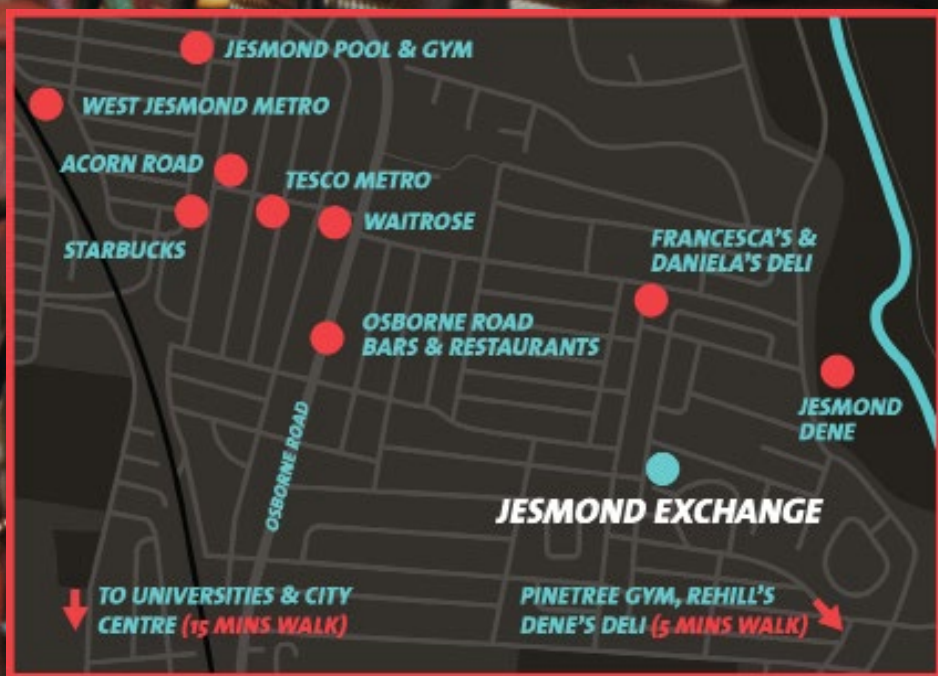 JESMOND POOL & GYM
WEST JESMOND METRO
ACORN ROAD
TESCO METRO
STARBUCKS
WAITROSE
FRANCESCA'S &
DANIELA'S DELI
OSBORNE ROAD
BARS & RESTAURANTS
JESMOND
DENE
OSBORNE ROAD
JESMOND EXCHANGE
TO UNIVERSITIES & CITY
CENTRE (15 MINS WALK)
PINETREE GYM, REHILL'S
DENE'S DELI (5 MINS WALK)